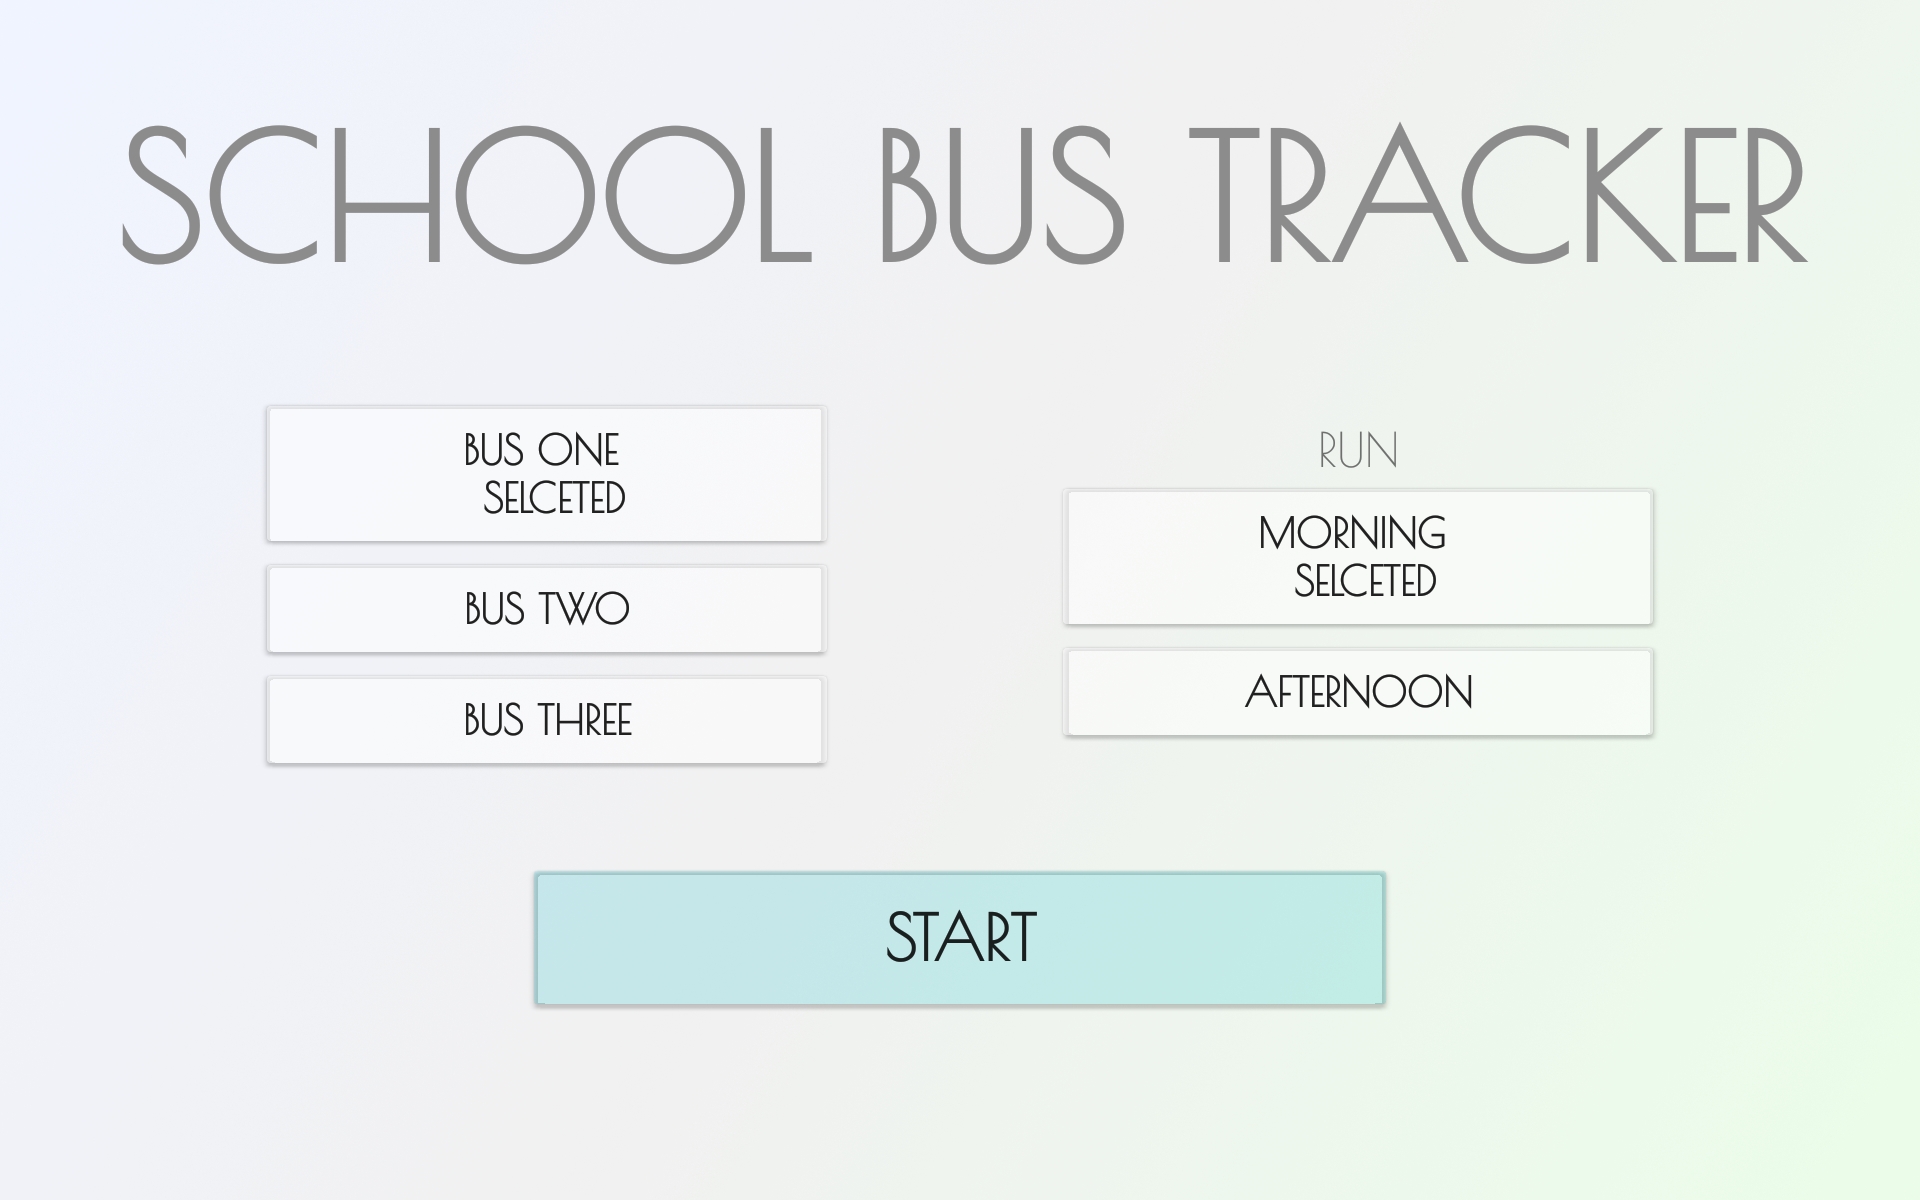 SCHOOL BUS TRACKER
BUS ONE
SELCETED
BUS TWO
BUS THREE
RUN
MORNING
SELCETED
AFTERNOON
START